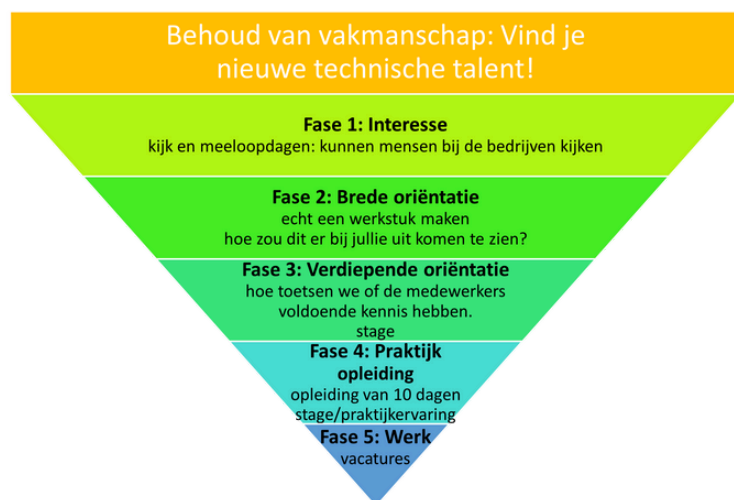 Behoud van vakmanschap: Vind je
nieuwe technische talent!
Fase 1: Interesse
kijk en meeloopdagen: kunnen mensen bij de bedrijven kijken
Fase 2: Brede oriëntatie
echt een werkstuk maken
hoe zou dit er bij jullie uit komen te zien?
Fase 3: Verdiepende oriëntatie
hoe toetsen we of de medewerkers
voldoende kennis hebben.
stage
Fase 4: Praktijk
opleiding
opleiding van 10 dagen
stage/praktijkervaring
Fase 5: Werk
vacatures